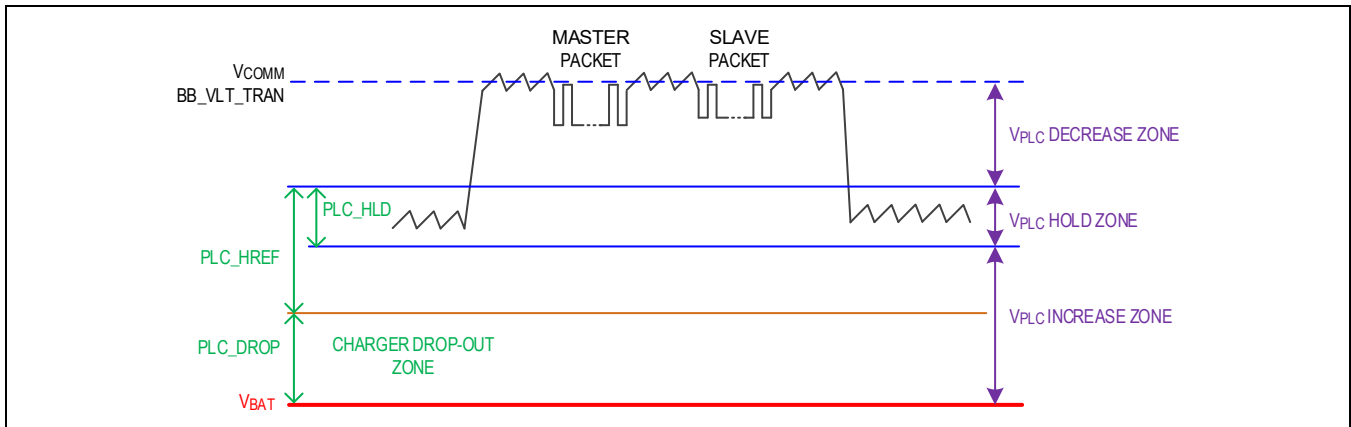 MASTER
PACKET
SLAVE
PACKET
VCOMM
BB_VLT_TRAN
VPLC DECREASE ZONE
PLC_HLD
VPLC HOLD ZONE
PLC_HREF
VPLC INCREASE ZONE
PLC_DROP
CHARGER DROP-OUT
ZONE
VBAT